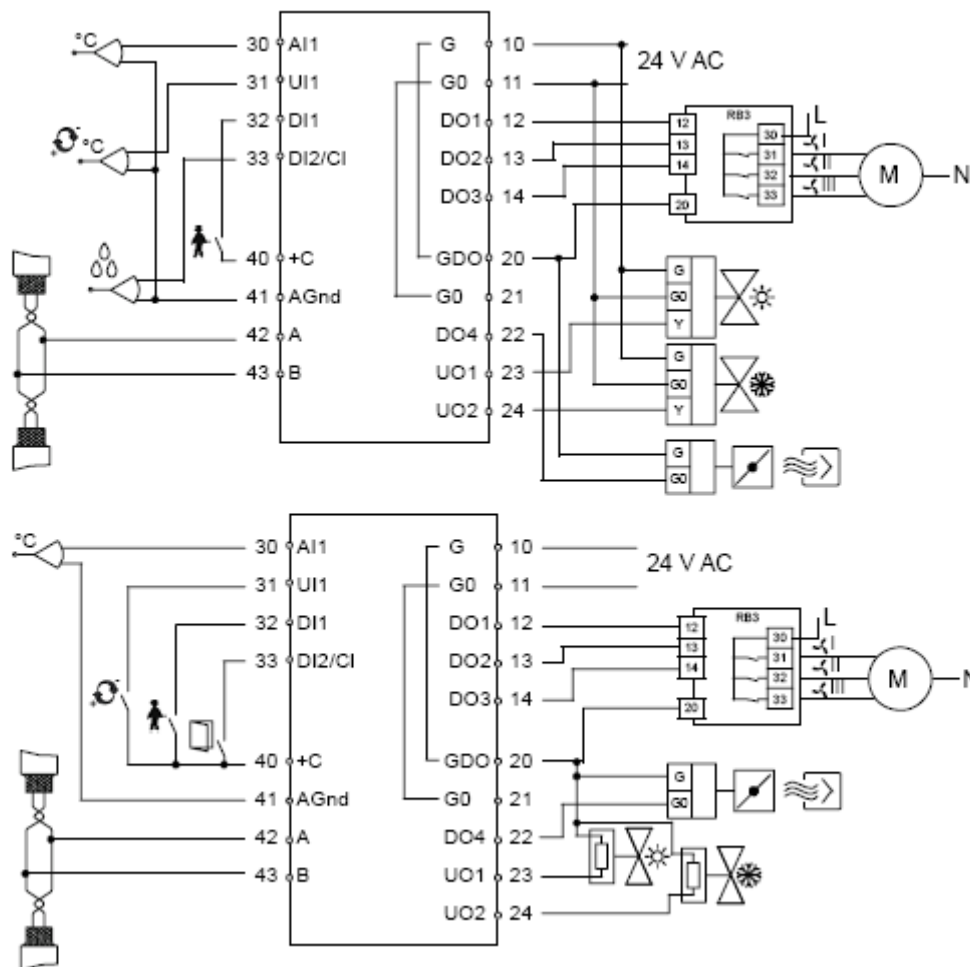 °C 30 AI1 G 10
24 V AC
31 UI1 G0 11
RB3 L
32 DI1 DO1 12 12 30 I
°C 33 DI2/CI DO2 13 13 31 II
14 32 III M N
DO3 14 20 33
40 +C GDO 20 G
41 AGnd G0 21 G0
42 A DO4 22 Y
43 B UO1 23 G
G0
UO2 24 Y
G
G0
°C 30 AI1 G 10
24 V AC
31 UI1 G0 11
RB3 L
32 DI1 DO1 12 12 30 I
33 DI2/CI DO2 13 13 31 II
14 32 III M N
DO3 14 20 33
40 +C GDO 20 G
41 AGnd G0 21 G0
42 A DO4 22
43 B UO1 23
UO2 24